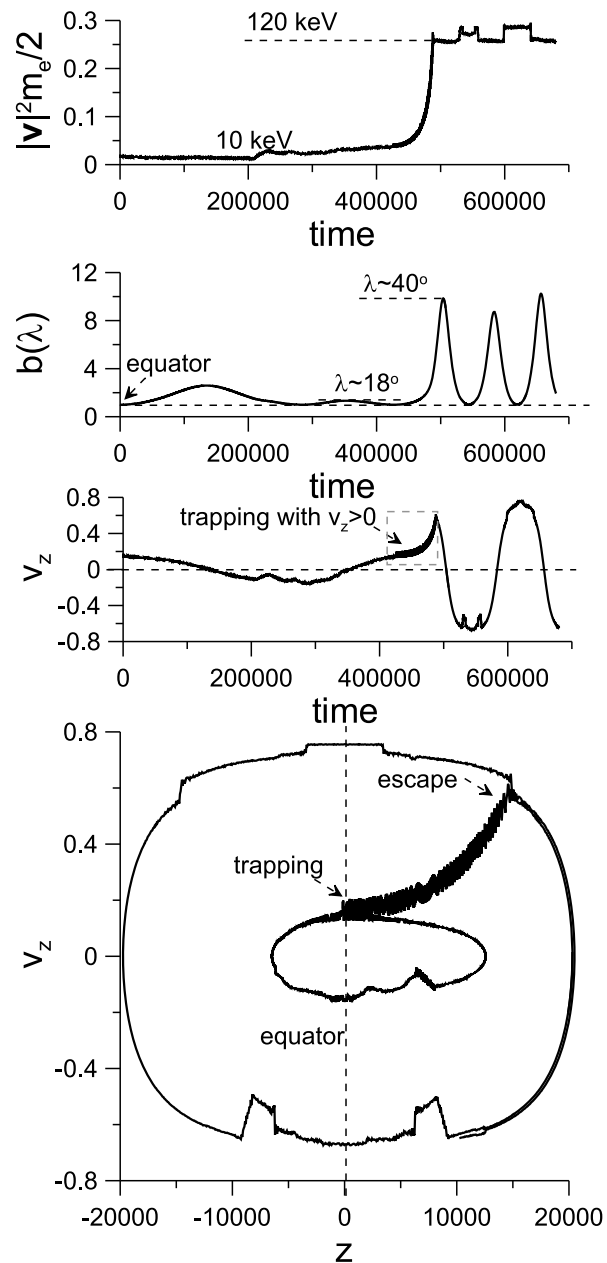 0.3
120 keV
0.2
|v|²mₑ/2
0.1
10 keV
0
0 200000 400000 600000
time
12
λ~40°
8
b(λ)
equator
4
λ~18°
0
0 200000 400000 600000
0.8
trapping with v_z>0
0.4
v_z
0
-0.4
-0.8
0 200000 400000 600000
time
0.8
escape
0.4
trapping
v_z
0
equator
-0.4
-0.8
-20000 -10000 0 10000 20000
z